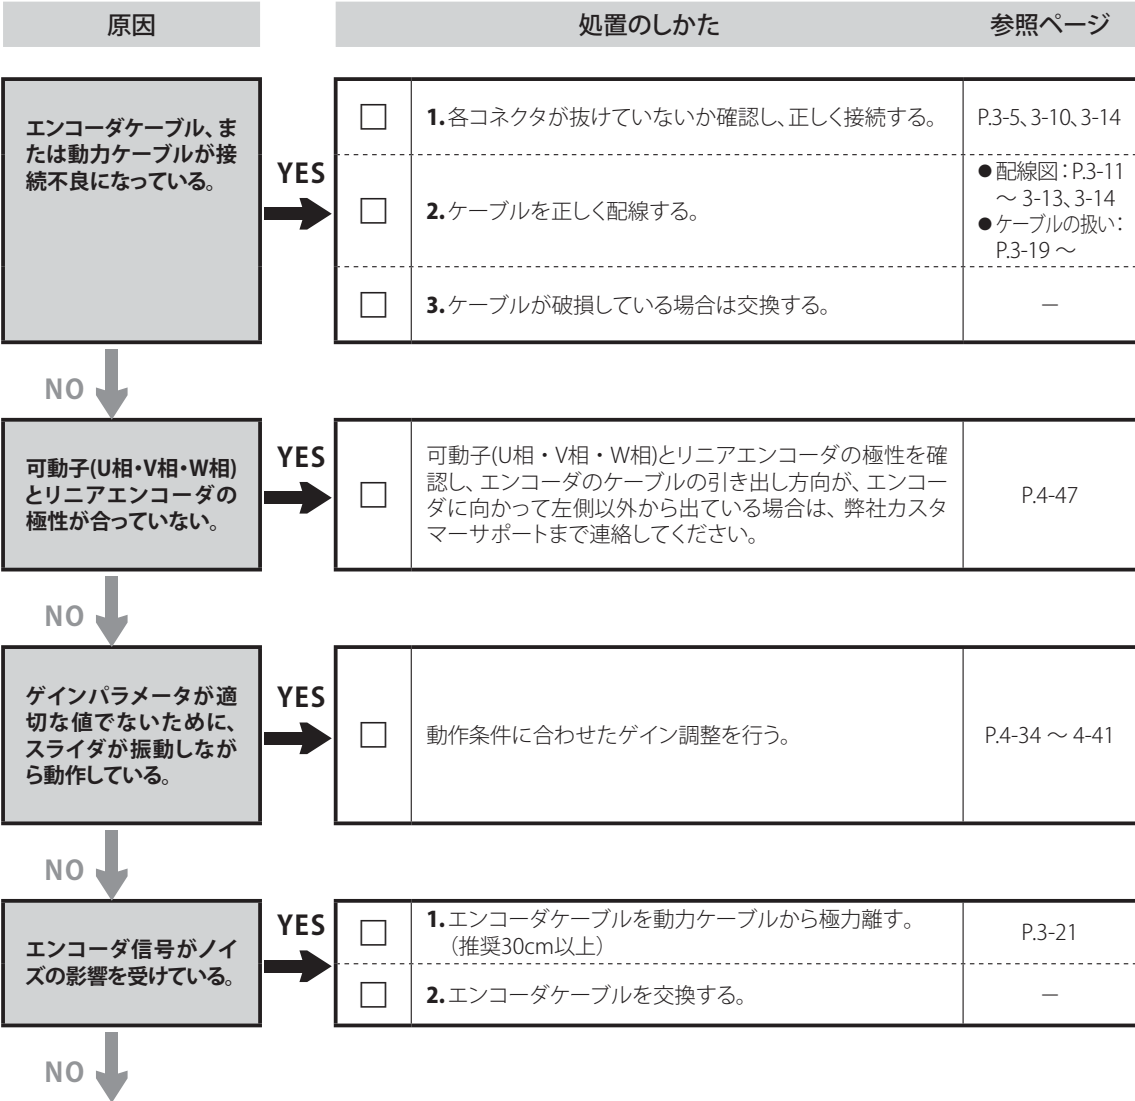 原因
処置のしかた
参照ページ
エンコーダケーブル、ま
たは動力ケーブルが接
続不良になっている。
YES
1.各コネクタが抜けていないか確認し、正しく接続する。
P.3-5、3-10、3-14
2.ケーブルを正しく配線する。
●配線図：P.3-11
～ 3-13、3-14
●ケーブルの扱い：
P.3-19 ～
3.ケーブルが破損している場合は交換する。
－
NO
可動子(U相・V相・W相)
とリニアエンコーダの
極性が合っていない。
YES
可動子(U相・V相・W相)とリニアエンコーダの極性を確
認し、エンコーダのケーブルの引き出し方向が、エンコー
ダに向かって左側以外から出ている場合は、弊社カスタ
マーサポートまで連絡してください。
P.4-47
NO
ゲインパラメータが適
切な値でないために、
スライダが振動しなが
ら動作している。
YES
動作条件に合わせたゲイン調整を行う。
P.4-34 ～ 4-41
NO
エンコーダ信号がノイ
ズの影響を受けている。
YES
1.エンコーダケーブルを動力ケーブルから極力離す。
（推奨30cm以上）
P.3-21
2.エンコーダケーブルを交換する。
－
NO